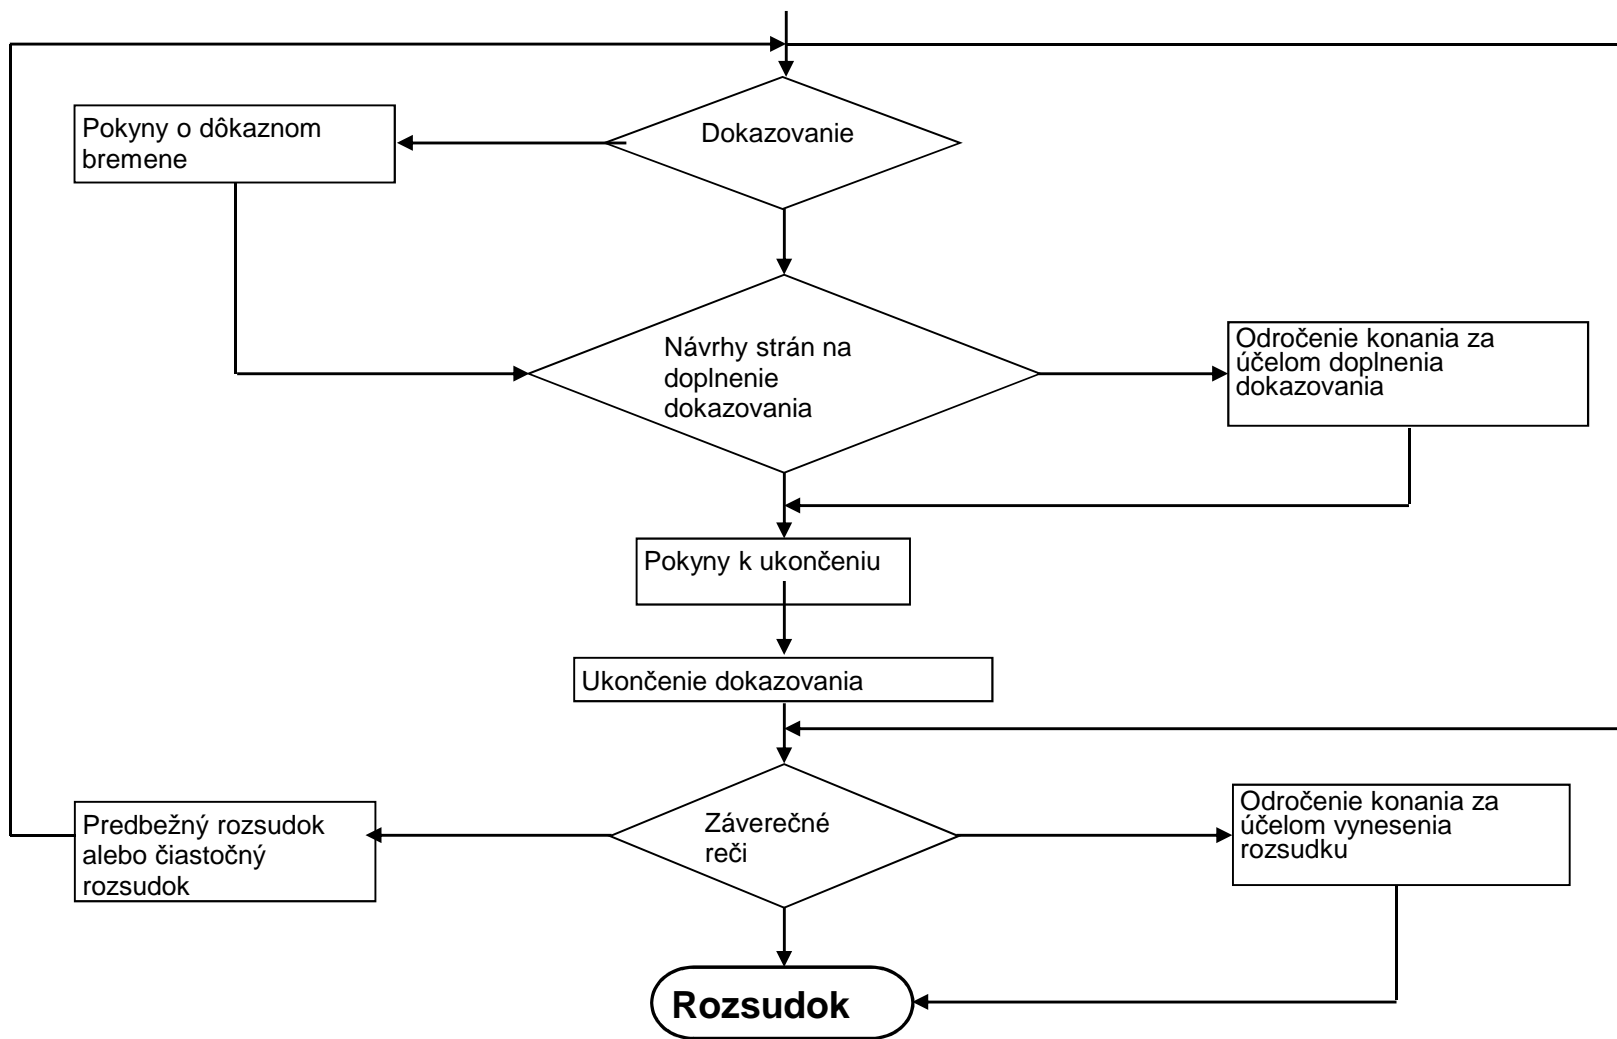 Dokazovanie
Pokyny o dôkaznom
bremene
Návrhy strán na
doplnenie
dokazovania
Odročenie konania za
účelom doplnenia
dokazovania
Pokyny k ukončeniu
Ukončenie dokazovania
Predbežný rozsudok
alebo čiastočný
rozsudok
Záverečné
reči
Odročenie konania za
účelom vynesenia
rozsudku
Rozsudok